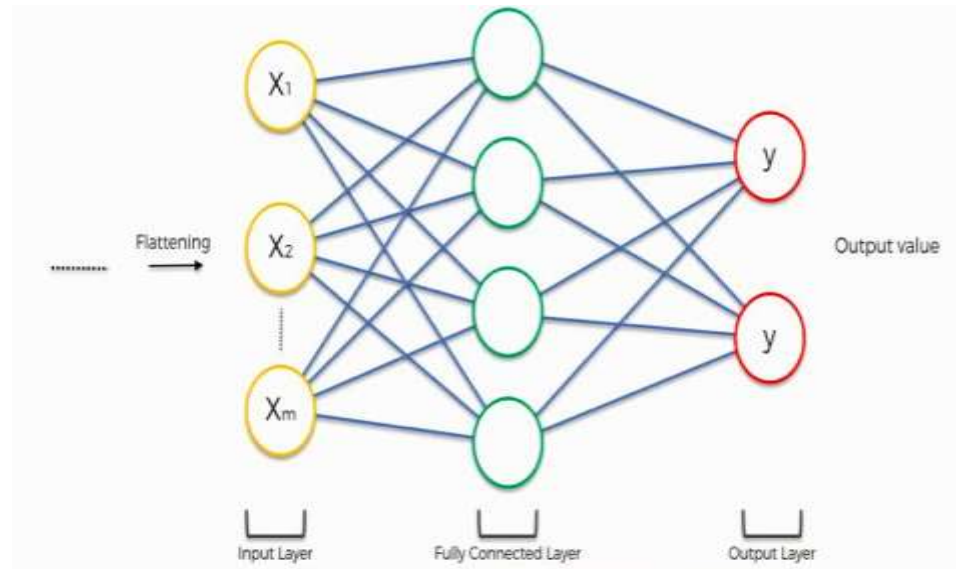 X₁
X₂
Xₘ
Flattening
y
y
Output value
Input Layer
Fully Connected Layer
Output Layer